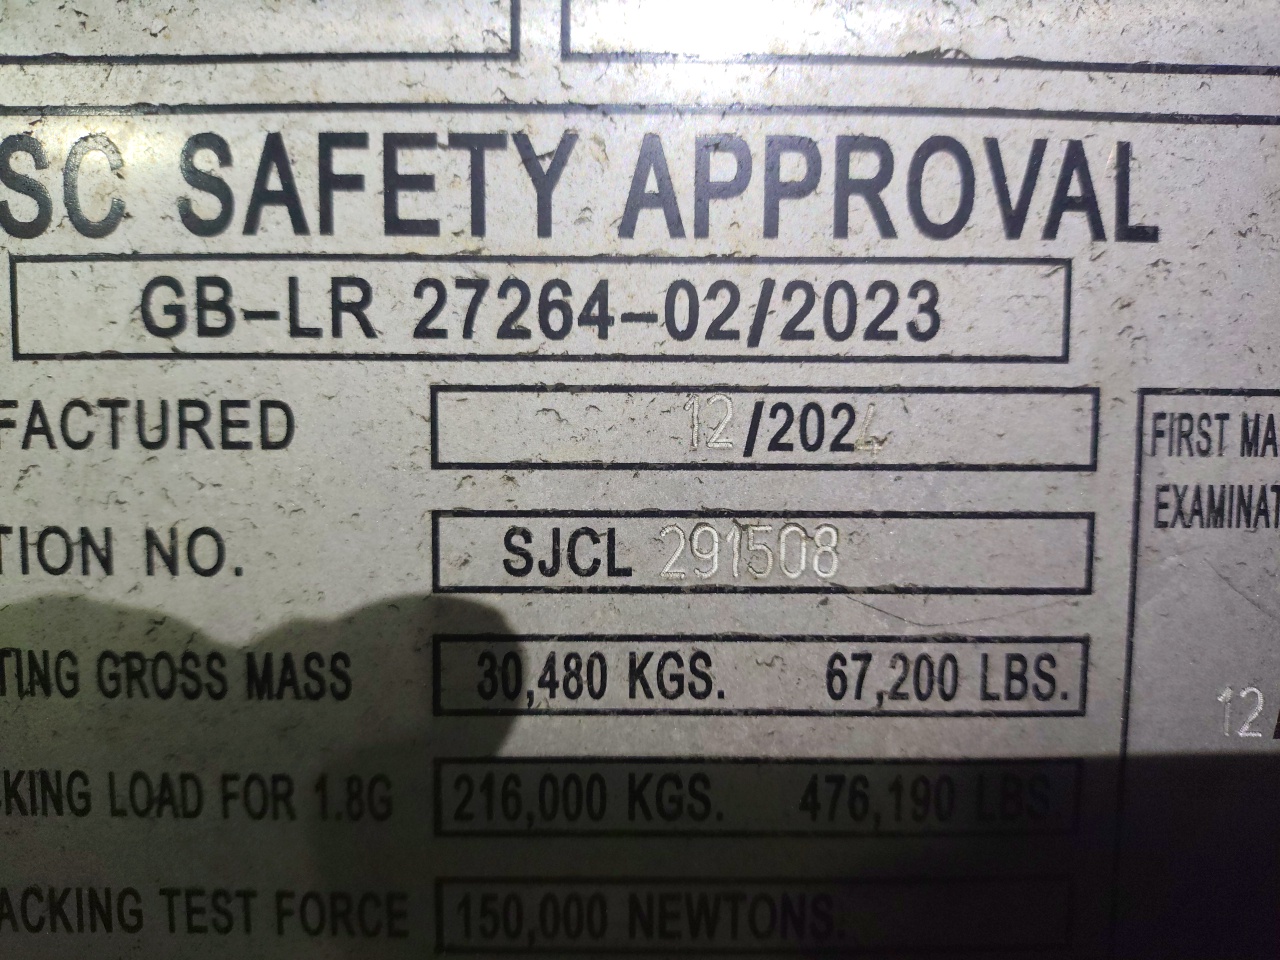 SC SAFETY APPROVAL
GB-LR 27264-02/2023
FACTURED 12/2024
TION NO. SJCL 291508
TING GROSS MASS 30,480 KGS. 67,200 LBS.
KING LOAD FOR 1.8G 216,000 KGS. 476,190 LBS.
ACKING TEST FORCE 150,000 NEWTONS.
FIRST MA
EXAMINAT
12/